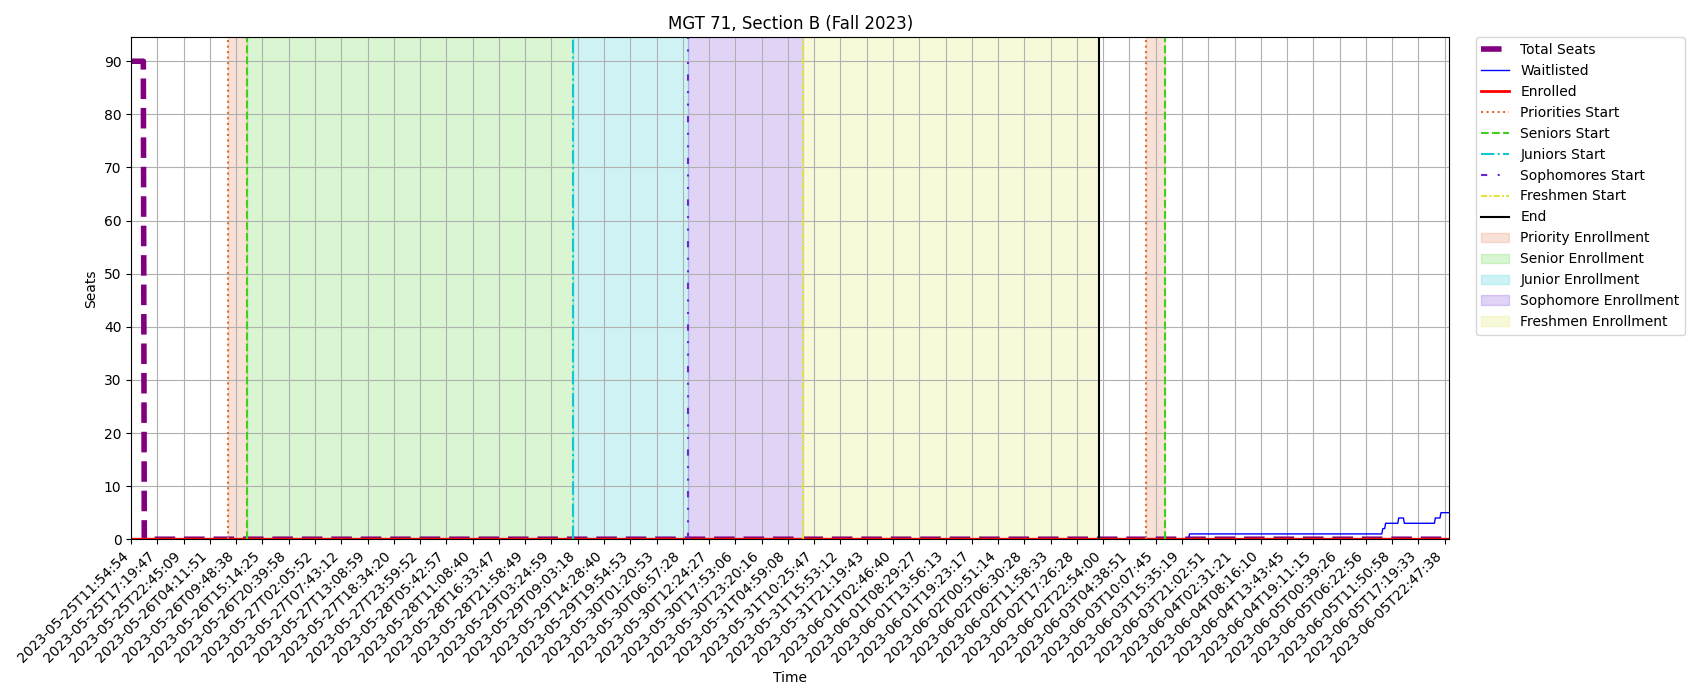 MGT 71, Section B (Fall 2023)
Seats
90
80
70
60
50
40
30
20
10
0
2023-05-25T11:54:54
2023-05-25T17:19:47
2023-05-25T22:45:09
2023-05-26T04:11:51
2023-05-26T09:48:38
2023-05-26T15:14:25
2023-05-26T20:39:58
2023-05-27T02:05:52
2023-05-27T07:43:12
2023-05-27T13:08:59
2023-05-27T18:34:20
2023-05-27T23:59:52
2023-05-28T05:42:57
2023-05-28T11:08:40
2023-05-28T16:33:47
2023-05-28T21:58:49
2023-05-29T03:24:59
2023-05-29T09:03:18
2023-05-29T14:28:40
2023-05-29T19:54:53
2023-05-30T01:20:53
2023-05-30T06:57:28
2023-05-30T12:24:27
2023-05-30T17:53:06
2023-05-30T23:20:16
2023-05-31T04:59:08
2023-05-31T10:25:47
2023-05-31T15:53:12
2023-05-31T21:19:43
2023-06-01T02:46:40
2023-06-01T08:29:27
2023-06-01T13:56:13
2023-06-01T19:23:17
2023-06-02T00:51:14
2023-06-02T06:30:28
2023-06-02T11:58:33
2023-06-02T17:26:28
2023-06-02T22:54:00
2023-06-03T04:38:51
2023-06-03T10:07:45
2023-06-03T15:35:19
2023-06-03T21:02:51
2023-06-04T02:31:21
2023-06-04T08:16:10
2023-06-04T13:43:45
2023-06-04T19:11:15
2023-06-05T00:39:26
2023-06-05T06:22:56
2023-06-05T11:50:58
2023-06-05T17:19:33
2023-06-05T22:47:38
Time
Total Seats
Waitlisted
Enrolled
Priorities Start
Seniors Start
Juniors Start
Sophomores Start
Freshmen Start
End
Priority Enrollment
Senior Enrollment
Junior Enrollment
Sophomore Enrollment
Freshmen Enrollment